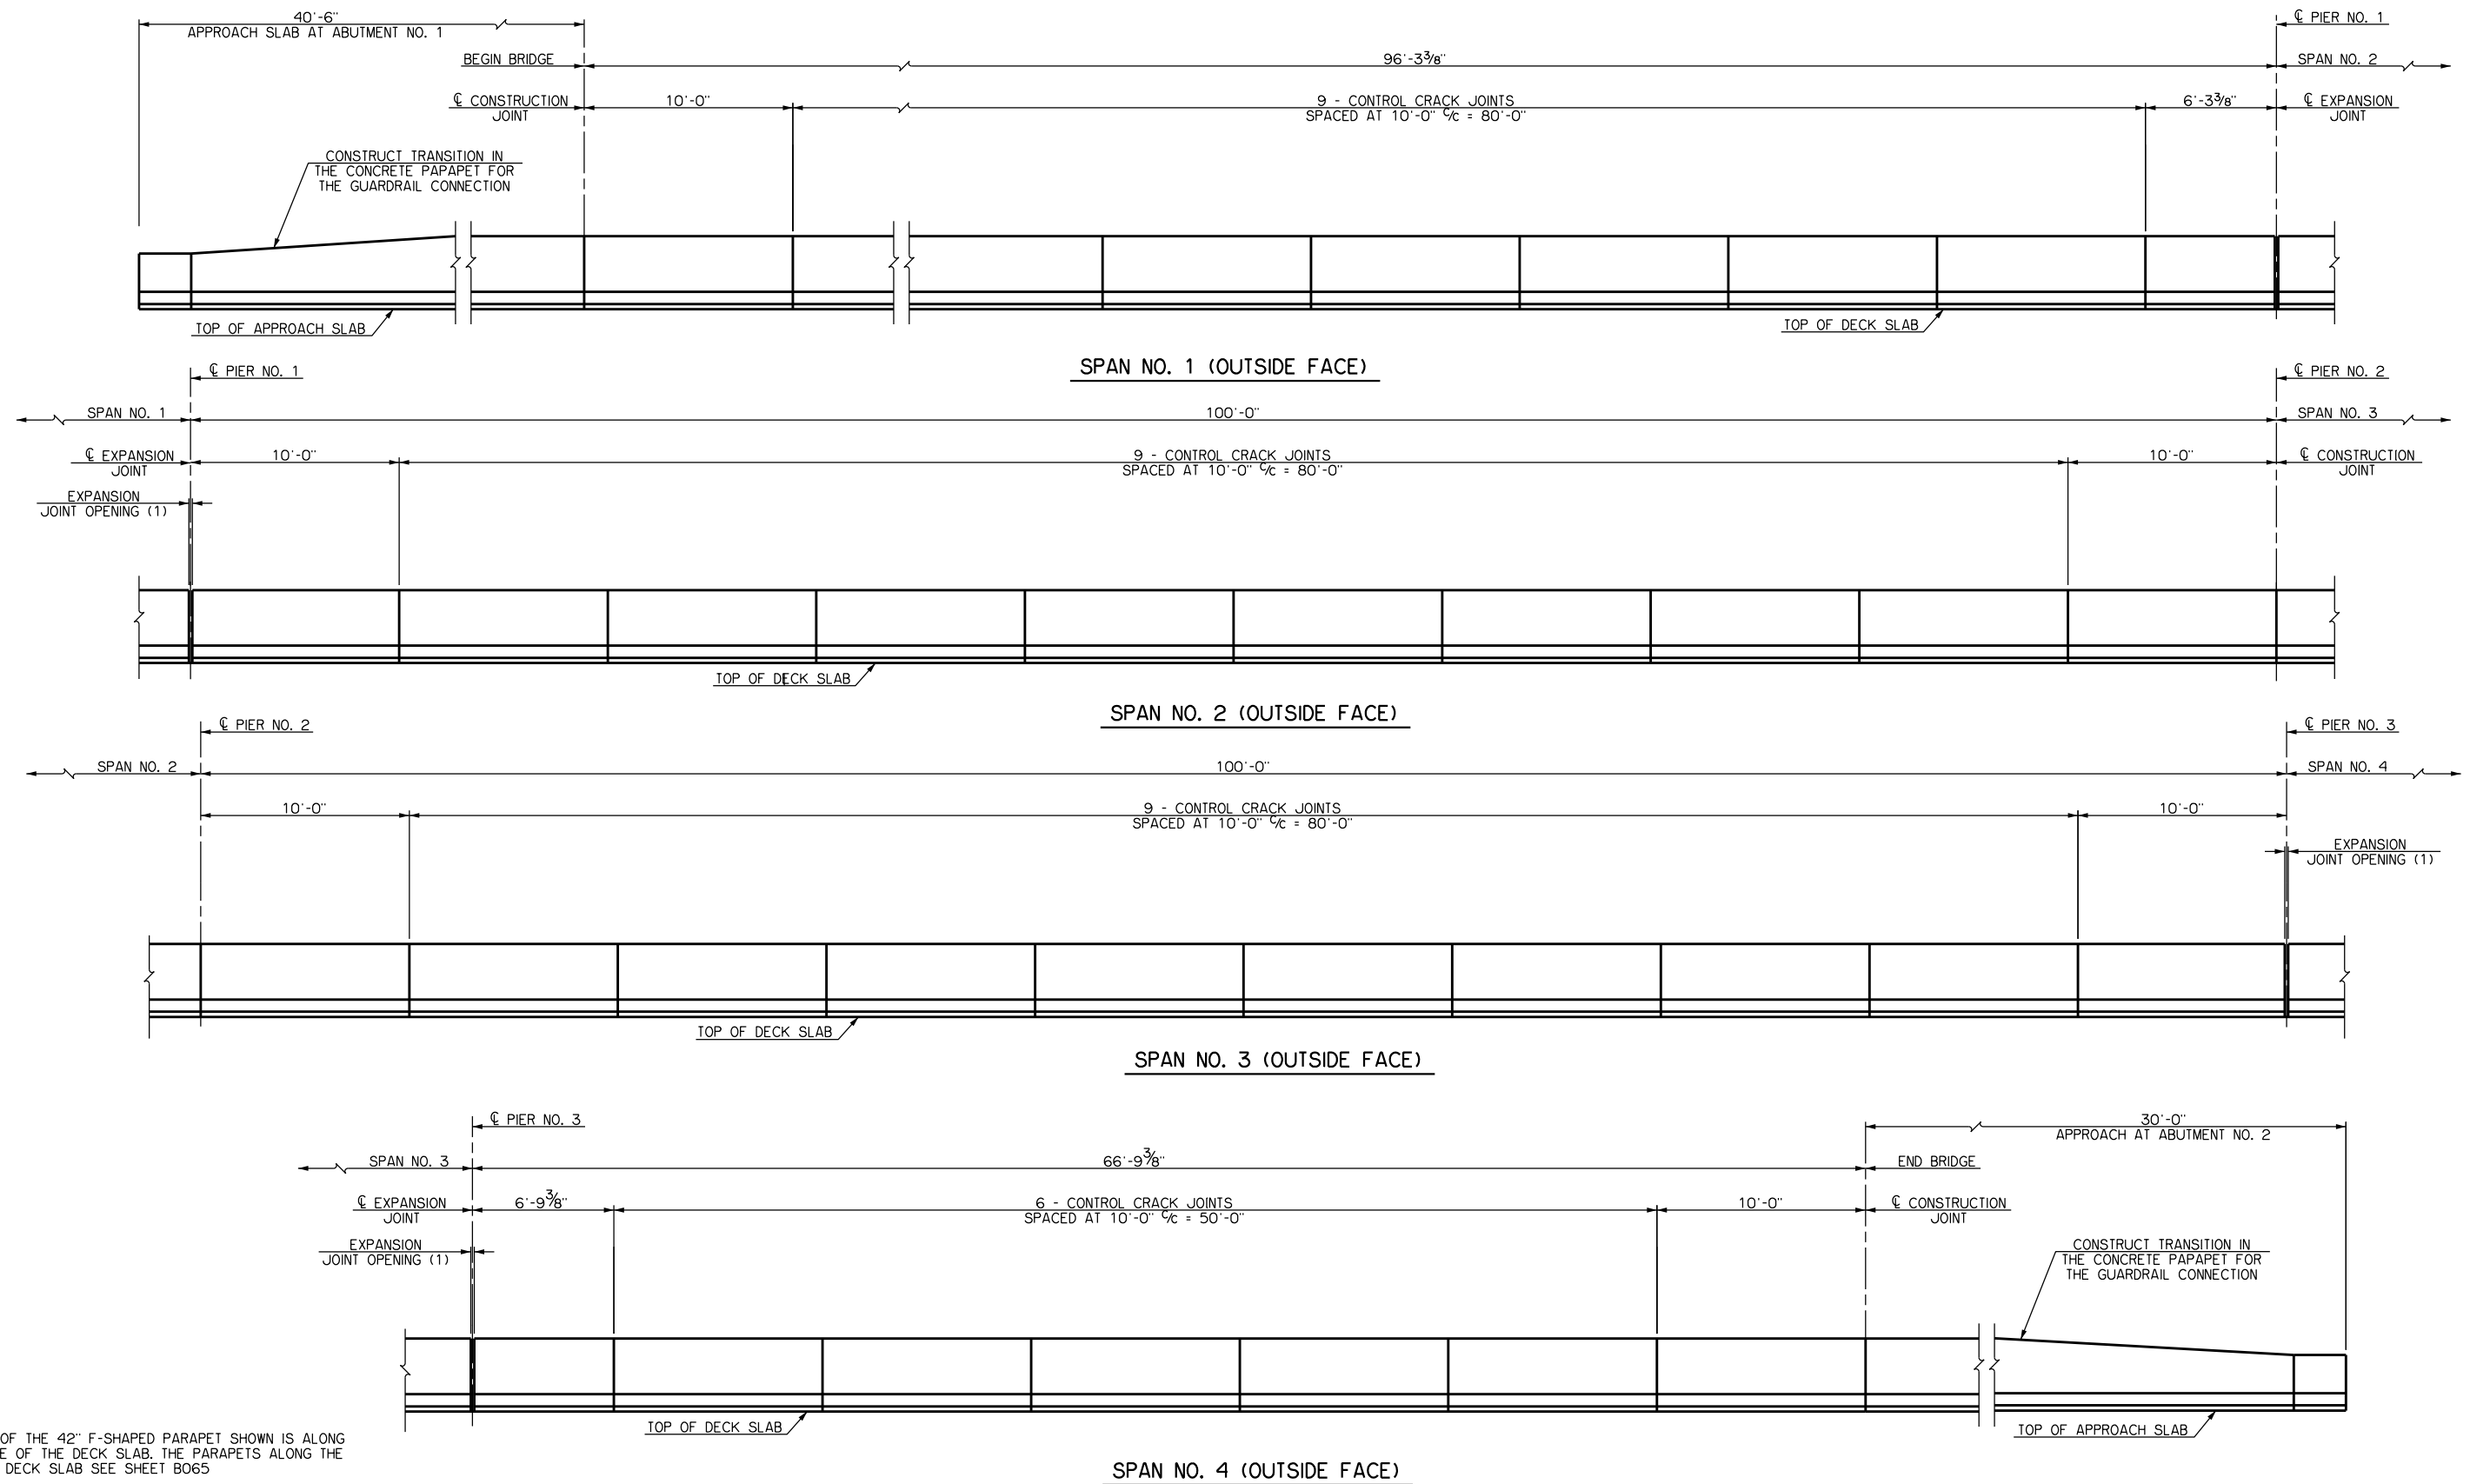 40'-6"
APPROACH SLAB AT ABUTMENT NO. 1
℄ PIER NO. 1
BEGIN BRIDGE
96'-3⅜"
SPAN NO. 2
℄ CONSTRUCTION
JOINT
10'-0"
9 - CONTROL CRACK JOINTS
SPACED AT 10'-0" C/C = 80'-0"
6'-3⅜"
℄ EXPANSION
JOINT
CONSTRUCT TRANSITION IN
THE CONCRETE PAPAPET FOR
THE GUARDRAIL CONNECTION
TOP OF APPROACH SLAB
TOP OF DECK SLAB
SPAN NO. 1 (OUTSIDE FACE)
℄ PIER NO. 1
℄ PIER NO. 2
SPAN NO. 1
100'-0"
SPAN NO. 3
℄ EXPANSION
JOINT
10'-0"
9 - CONTROL CRACK JOINTS
SPACED AT 10'-0" C/C = 80'-0"
10'-0"
℄ CONSTRUCTION
JOINT
EXPANSION
JOINT OPENING (1)
TOP OF DECK SLAB
SPAN NO. 2 (OUTSIDE FACE)
℄ PIER NO. 2
℄ PIER NO. 3
SPAN NO. 2
100'-0"
SPAN NO. 4
10'-0"
9 - CONTROL CRACK JOINTS
SPACED AT 10'-0" C/C = 80'-0"
10'-0"
EXPANSION
JOINT OPENING (1)
TOP OF DECK SLAB
SPAN NO. 3 (OUTSIDE FACE)
℄ PIER NO. 3
30'-0"
APPROACH AT ABUTMENT NO. 2
SPAN NO. 3
66'-9⅜"
END BRIDGE
℄ EXPANSION
JOINT
6'-9⅜"
6 - CONTROL CRACK JOINTS
SPACED AT 10'-0" C/C = 50'-0"
10'-0"
℄ CONSTRUCTION
JOINT
EXPANSION
JOINT OPENING (1)
CONSTRUCT TRANSITION IN
THE CONCRETE PAPAPET FOR
THE GUARDRAIL CONNECTION
TOP OF DECK SLAB
TOP OF APPROACH SLAB
OF THE 42" F-SHAPED PARAPET SHOWN IS ALONG
E OF THE DECK SLAB. THE PARAPETS ALONG THE
DECK SLAB SEE SHEET B065
SPAN NO. 4 (OUTSIDE FACE)